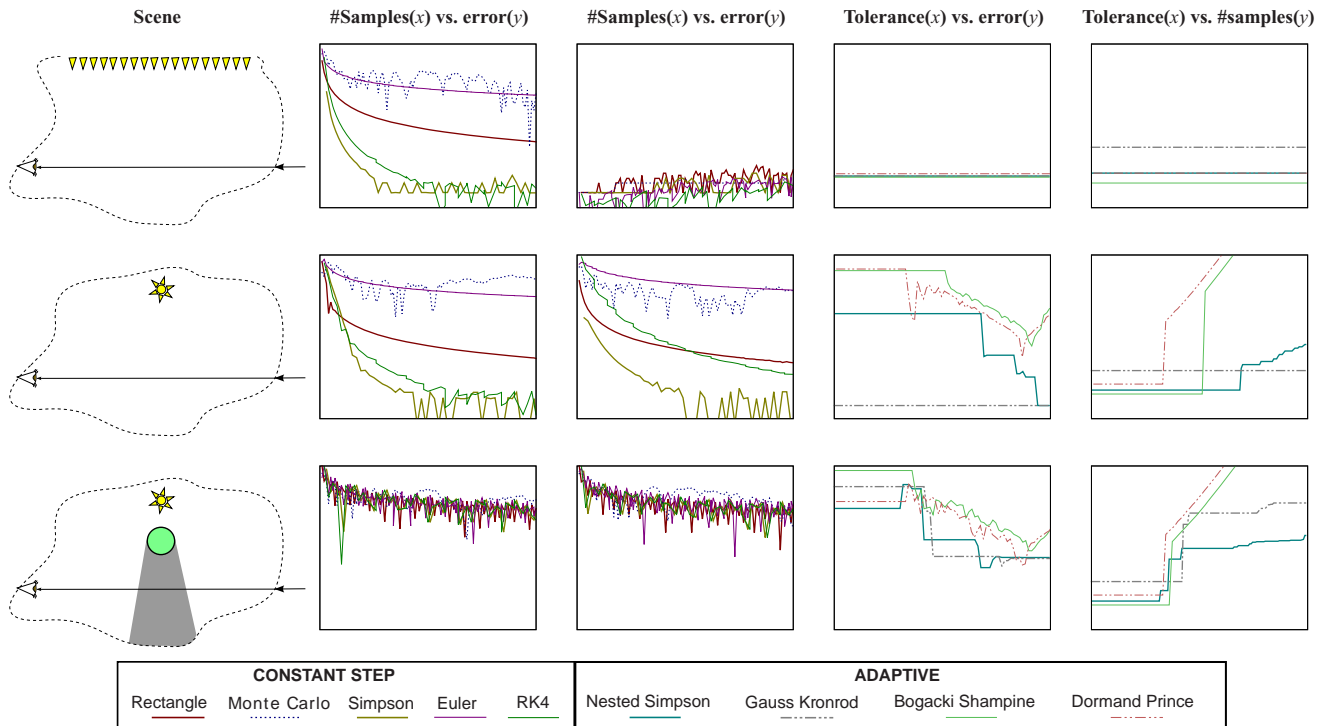 Scene
#Samples(x) vs. error(y)
#Samples(x) vs. error(y)
Tolerance(x) vs. error(y)
Tolerance(x) vs. #samples(y)
CONSTANT STEP
ADAPTIVE
Rectangle
Monte Carlo
Simpson
Euler
RK4
Nested Simpson
Gauss Kronrod
Bogacki Shampine
Dormand Prince